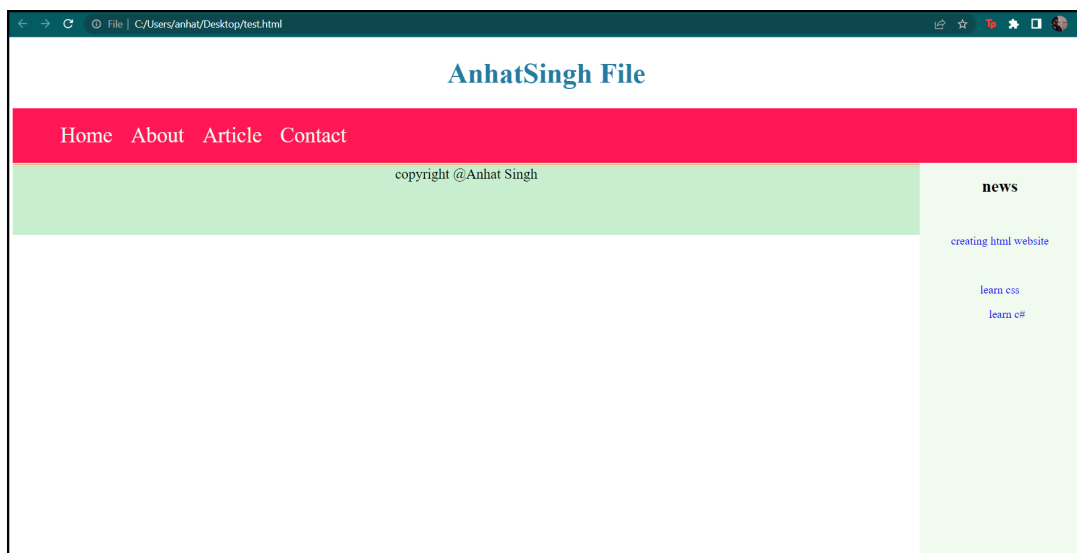 File | C:/Users/anhat/Desktop/test.html
Tp
AnhatSingh File
Home About Article Contact
copyright @Anhat Singh
news
creating html website
learn css
learn c#